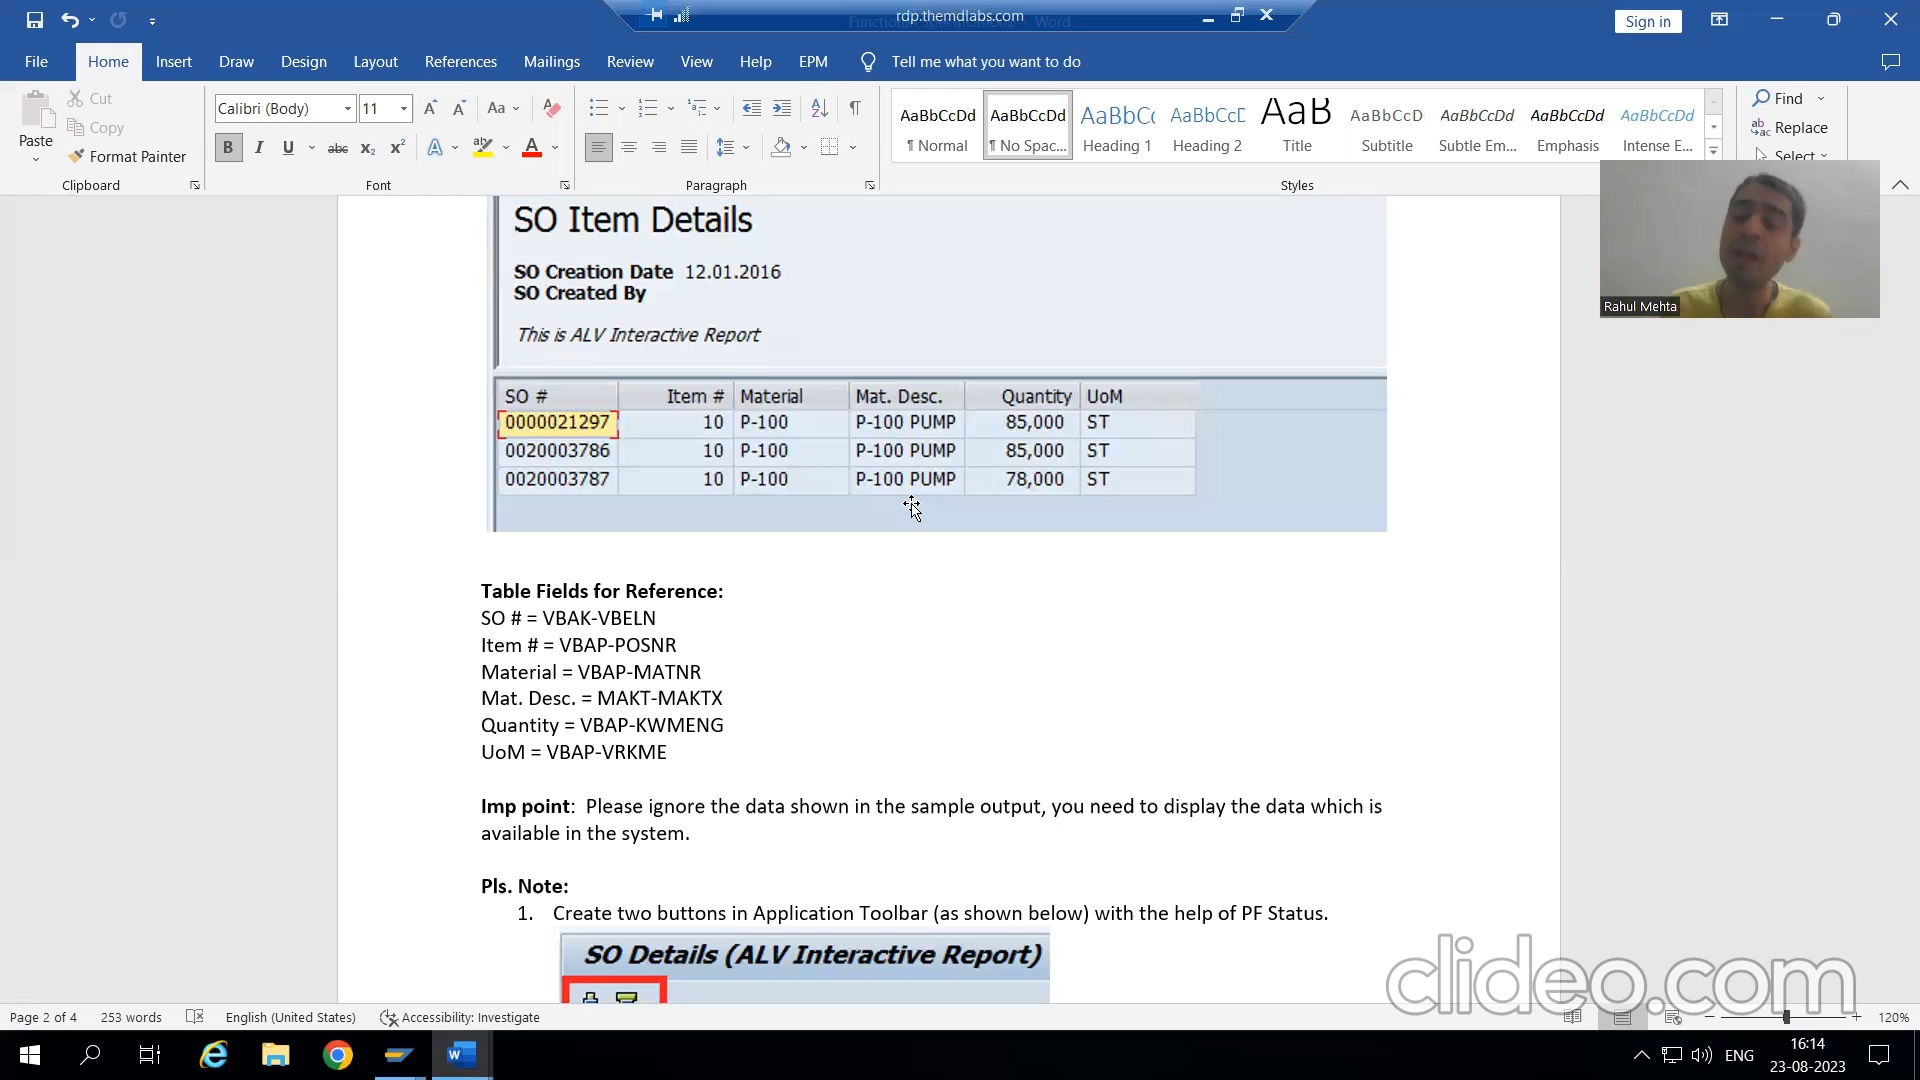 rdp.themdlabs.com
Sign in
File Home Insert Draw Design Layout References Mailings Review View Help EPM Tell me what you want to do
Paste
Cut
Copy
Format Painter
Clipboard
Calibri (Body) 11
Font
Paragraph
AaBbCcDd AaBbCcDd AaBbCc AaBbCcD AaB AaBbCcD AaBbCcDd AaBbCcDd AaBbCcDd
¶ Normal ¶ No Spac... Heading 1 Heading 2 Title Subtitle Subtle Em... Emphasis Intense E...
Styles
Find
Replace
Select
Rahul Mehta
SO Item Details
SO Creation Date 12.01.2016
SO Created By
This is ALV Interactive Report
SO # Item # Material Mat. Desc. Quantity UoM
0000021297 10 P-100 P-100 PUMP 85,000 ST
0020003786 10 P-100 P-100 PUMP 85,000 ST
0020003787 10 P-100 P-100 PUMP 78,000 ST
Table Fields for Reference:
SO # = VBAK-VBELN
Item # = VBAP-POSNR
Material = VBAP-MATNR
Mat. Desc. = MAKT-MAKTX
Quantity = VBAP-KWMENG
UoM = VBAP-VRKME
Imp point: Please ignore the data shown in the sample output, you need to display the data which is
available in the system.
Pls. Note:
1. Create two buttons in Application Toolbar (as shown below) with the help of PF Status.
SO Details (ALV Interactive Report)
clideo.com
Page 2 of 4 253 words English (United States) Accessibility: Investigate 120%
ENG
16:14
23-08-2023